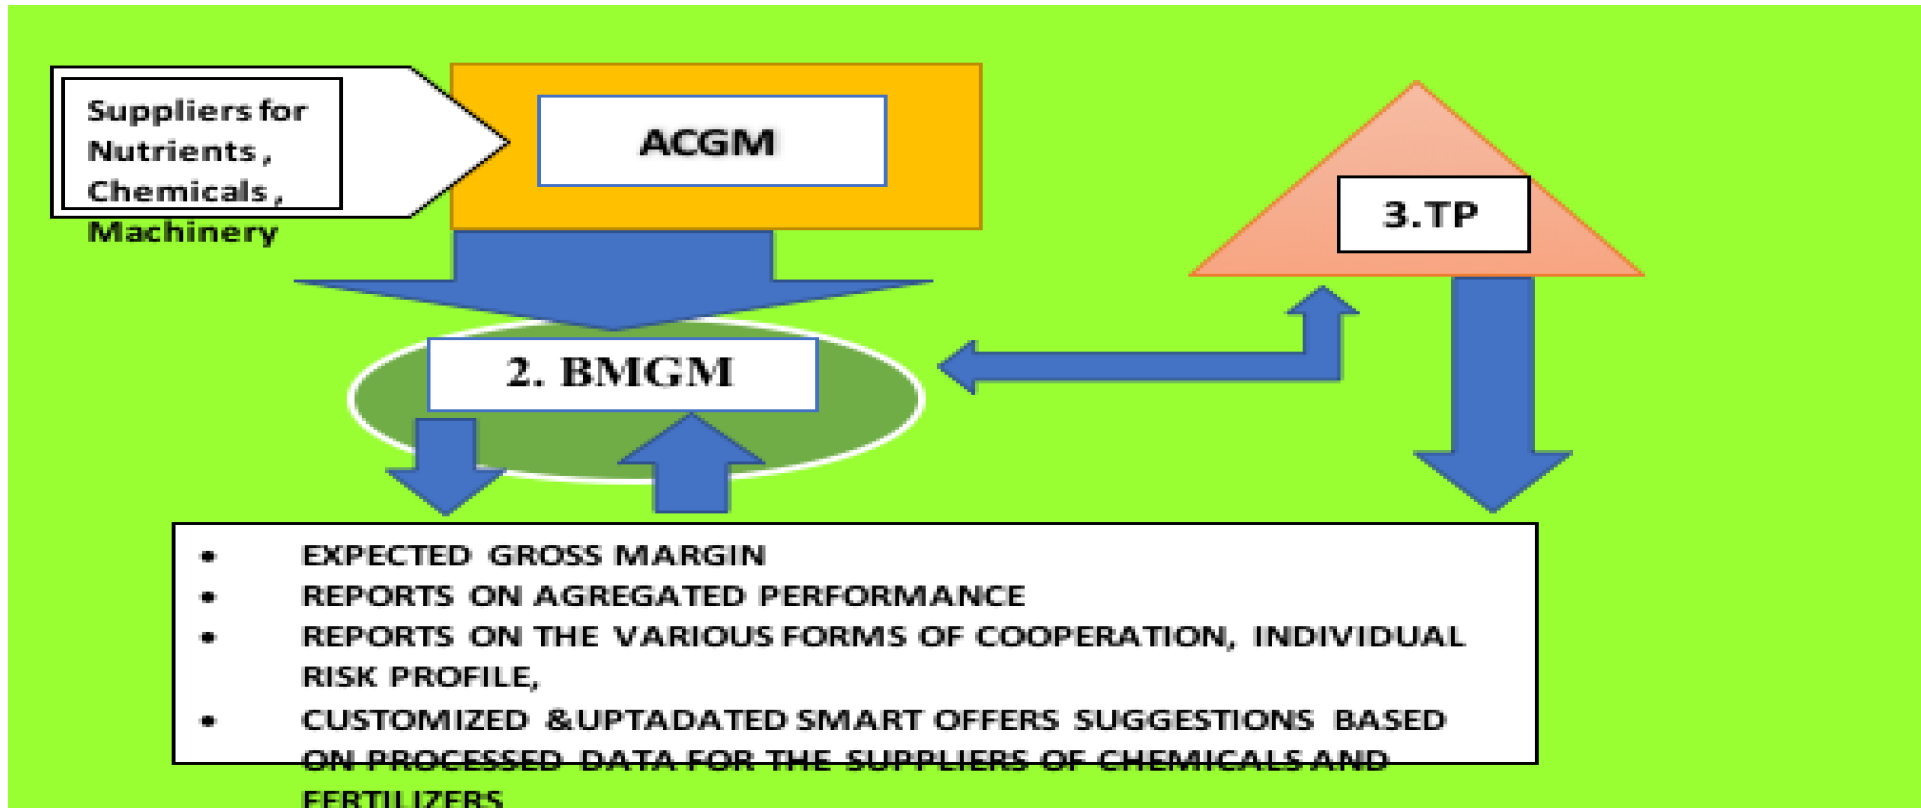 Suppliers for
Nutrients,
Chemicals,
Machinery
ACGM
3.TP
2. BMGM
• EXPECTED GROSS MARGIN
• REPORTS ON AGREGATED PERFORMANCE
• REPORTS ON THE VARIOUS FORMS OF COOPERATION, INDIVIDUAL
RISK PROFILE,
• CUSTOMIZED &UPTADATED SMART OFFERS SUGGESTIONS BASED
ON PROCESSED DATA FOR THE SUPPLIERS OF CHEMICALS AND
FERTILIZERS